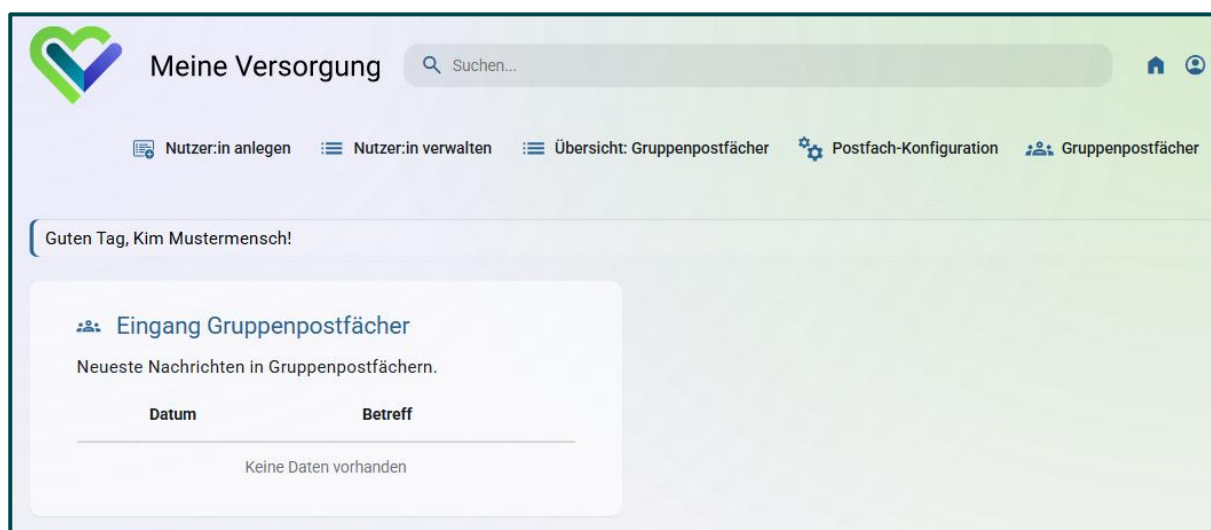 Meine Versorgung
Suchen...
Nutzer:in anlegen Nutzer:in verwalten Übersicht: Gruppenpostfächer Postfach-Konfiguration Gruppenpostfächer
Guten Tag, Kim Mustermensch!
Eingang Gruppenpostfächer
Neueste Nachrichten in Gruppenpostfächern.
Datum Betreff
Keine Daten vorhanden